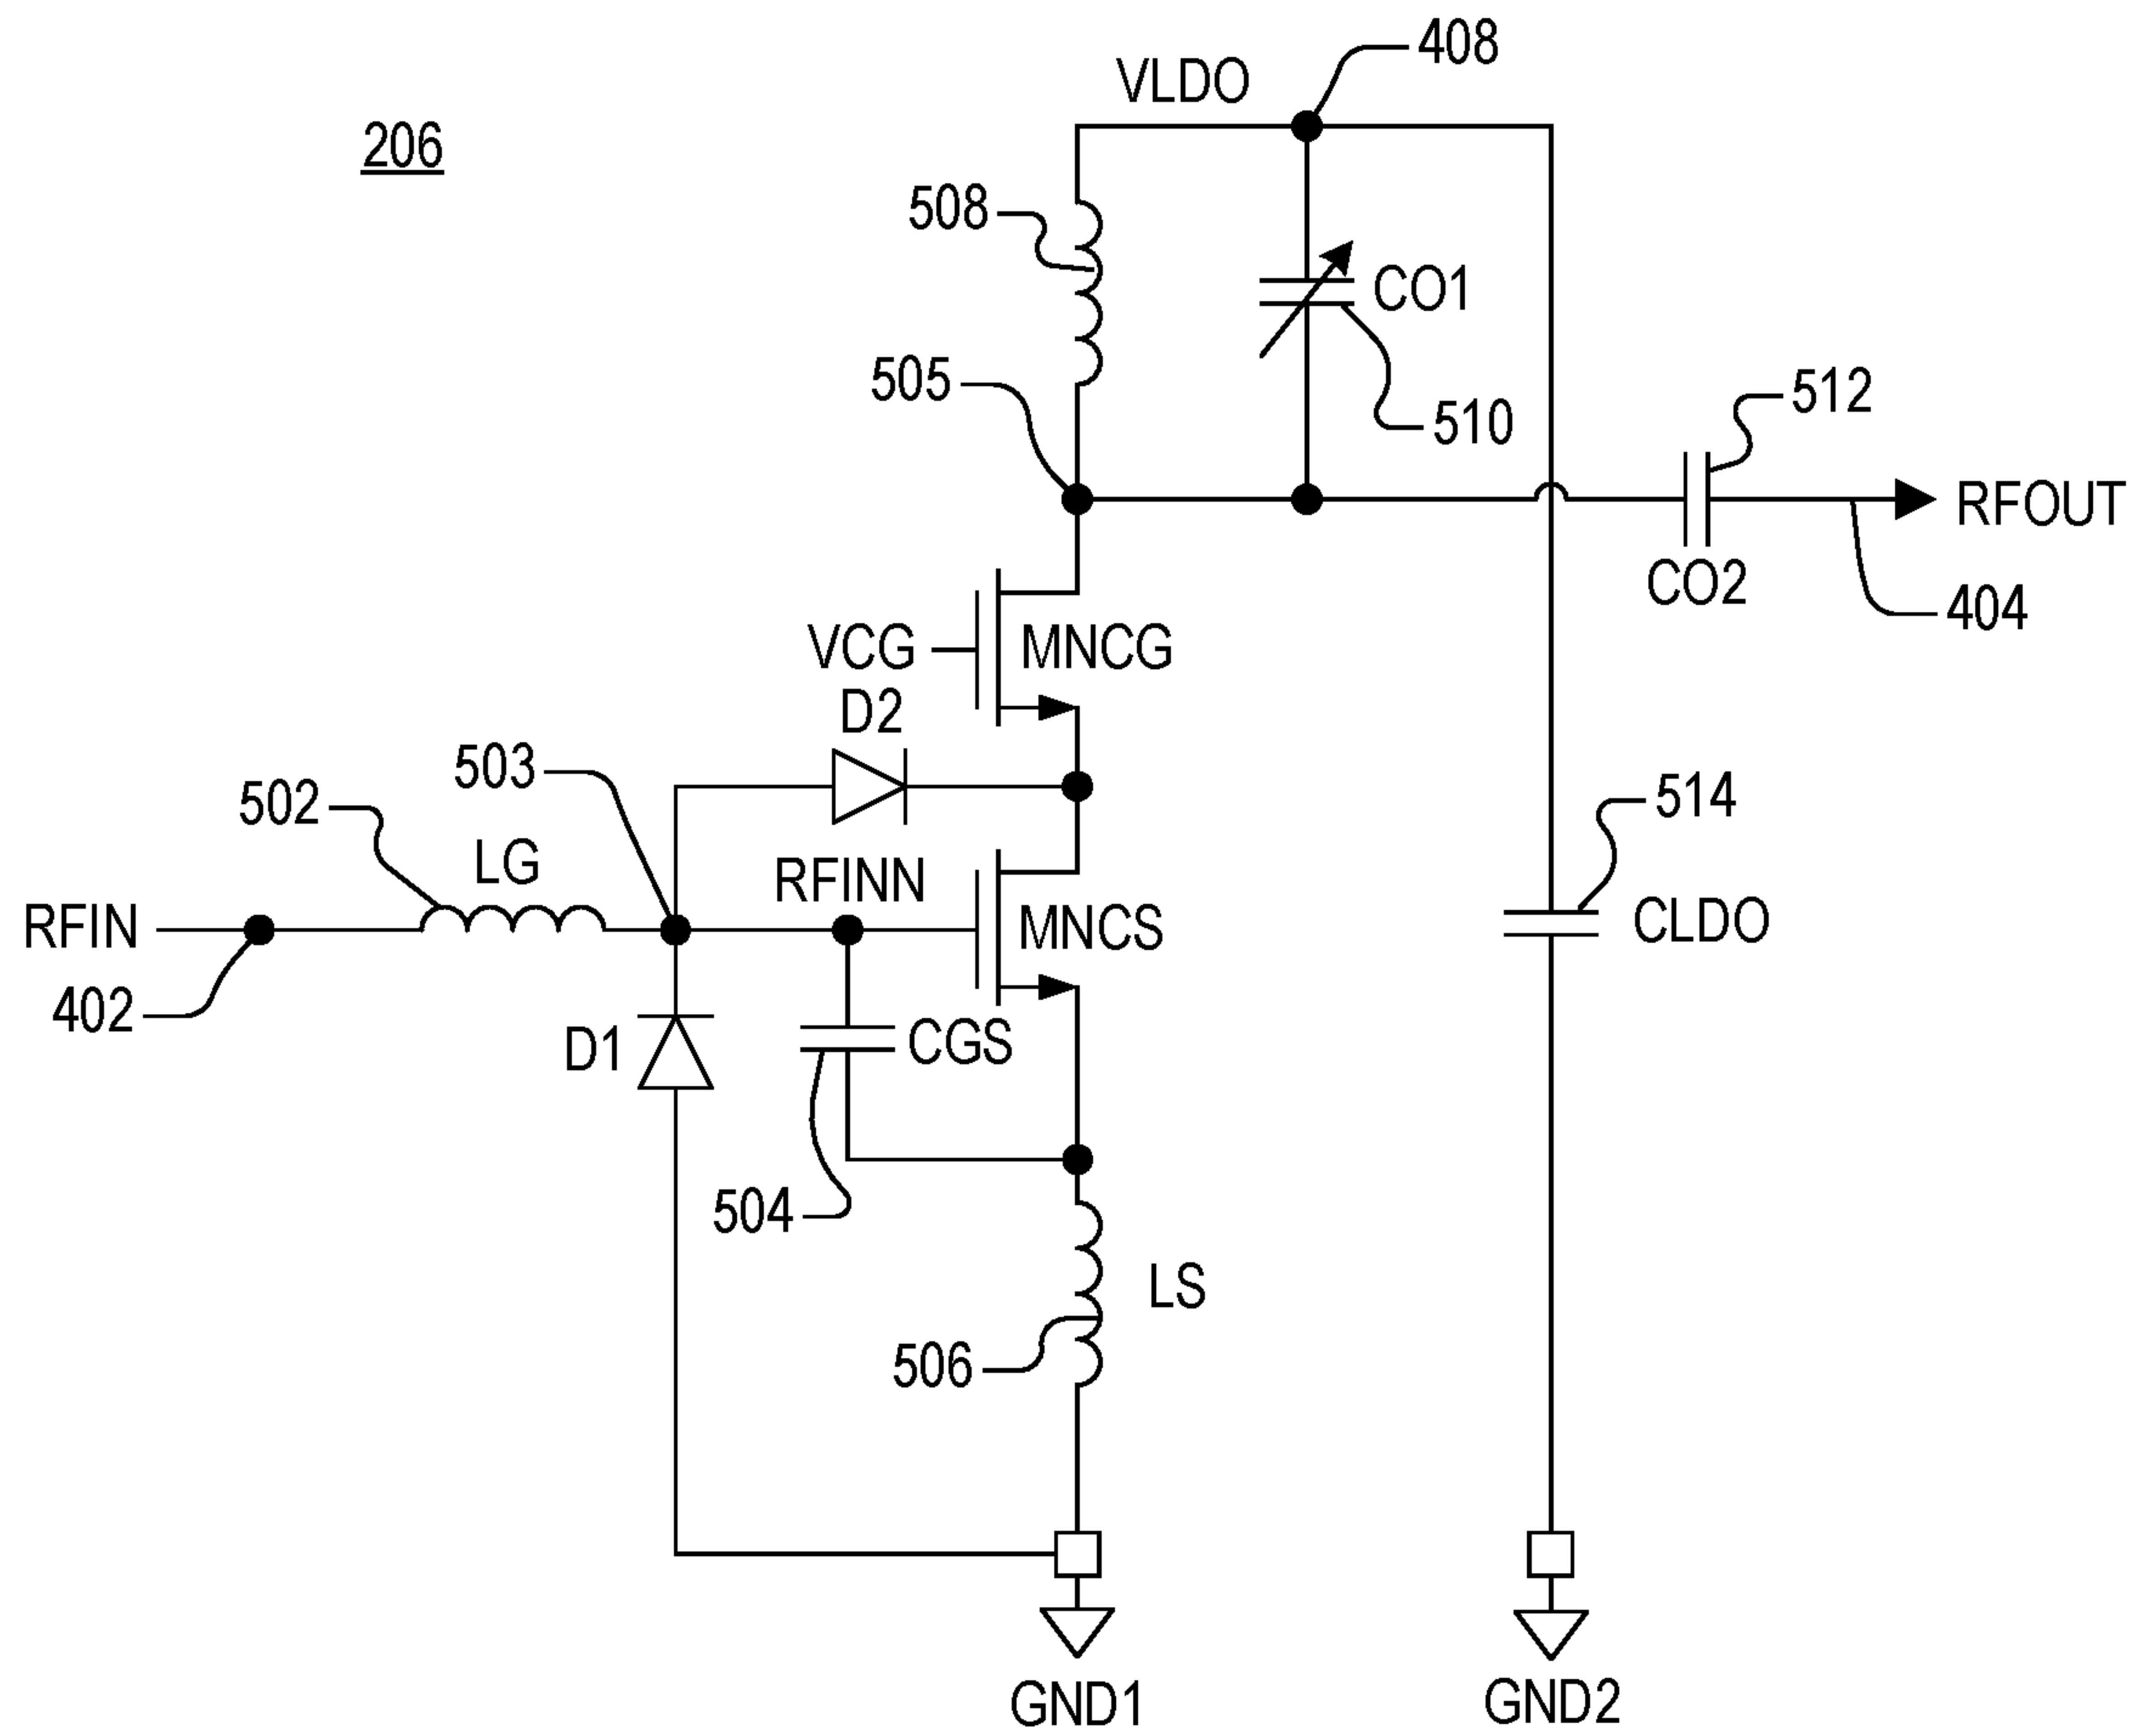 408
VLDO
206
508
CO1
505
512
510
RFOUT
CO2
404
VCG
MNCG
D2
503
502
514
LG
RFINN
RFIN
MNCS
CLDO
402
D1
CGS
504
LS
506
GND1
GND2